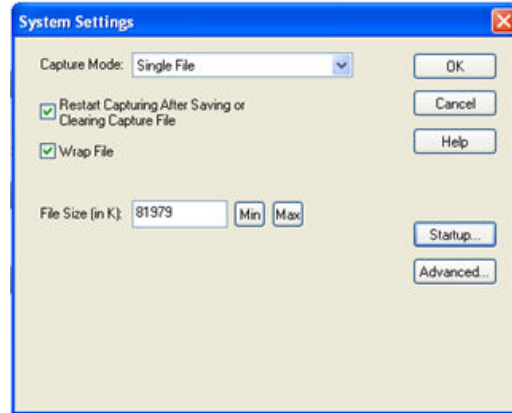 System Settings
Capture Mode: Single File
OK
Restart Capturing After Saving or
Clearing Capture File
Cancel
Wrap File
Help
File Size (in K): 81979 Min Max
Startup...
Advanced...